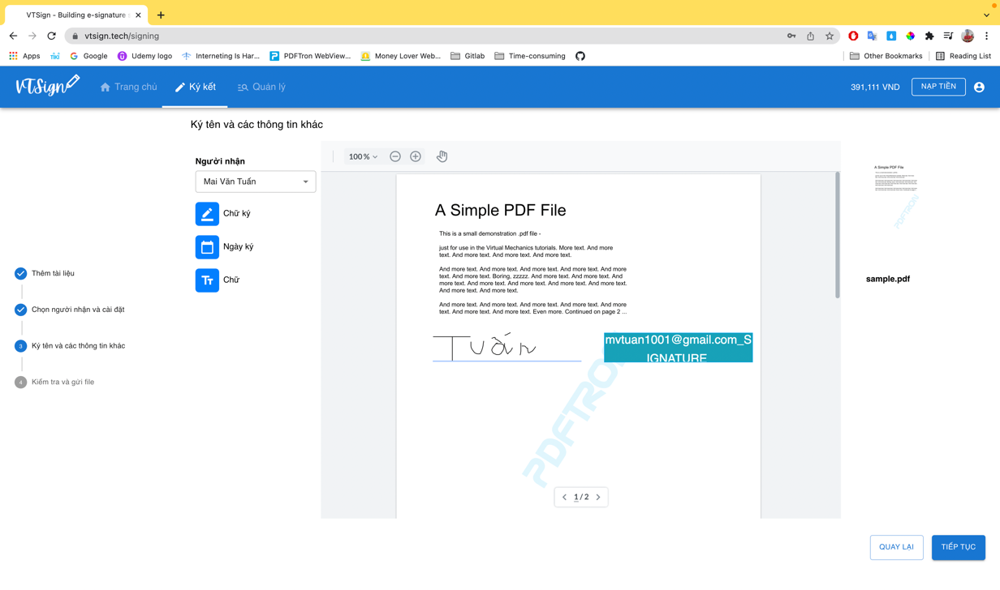 VTSign - Building e-signature s
vtsign.tech/signing
Apps
TIKI
Google
Udemy logo
Interneting Is Har...
PDFTron WebView...
Money Lover Web...
Gitlab
Time-consuming
Other Bookmarks
Reading List
VTSign
Trang chủ
Ký kết
Quản lý
391,111 VND
NẠP TIỀN
Ký tên và các thông tin khác
Thêm tài liệu
Chọn người nhận và cài đặt
3 Ký tên và các thông tin khác
4 Kiểm tra và gửi file
Người nhận
Mai Văn Tuấn
Chữ ký
Ngày ký
Tт Chữ
100 %
A Simple PDF File
This is a small demonstration .pdf file -
just for use in the Virtual Mechanics tutorials. More text. And more
text. And more text. And more text. And more text.
And more text. And more text. And more text. And more text. And more
text. And more text. Boring, zzzzz. And more text. And more text. And
more text. And more text. And more text. And more text. And more text.
And more text. And more text.
And more text. And more text. And more text. And more text. And more
text. And more text. And more text. Even more. Continued on page 2 ...
Tuấn
mvtuan1001@gmail.com_S
IGNATURE
PDFTRON
1 / 2
A Simple PDF File
PDFTRON
sample.pdf
QUAY LẠI
TIẾP TỤC